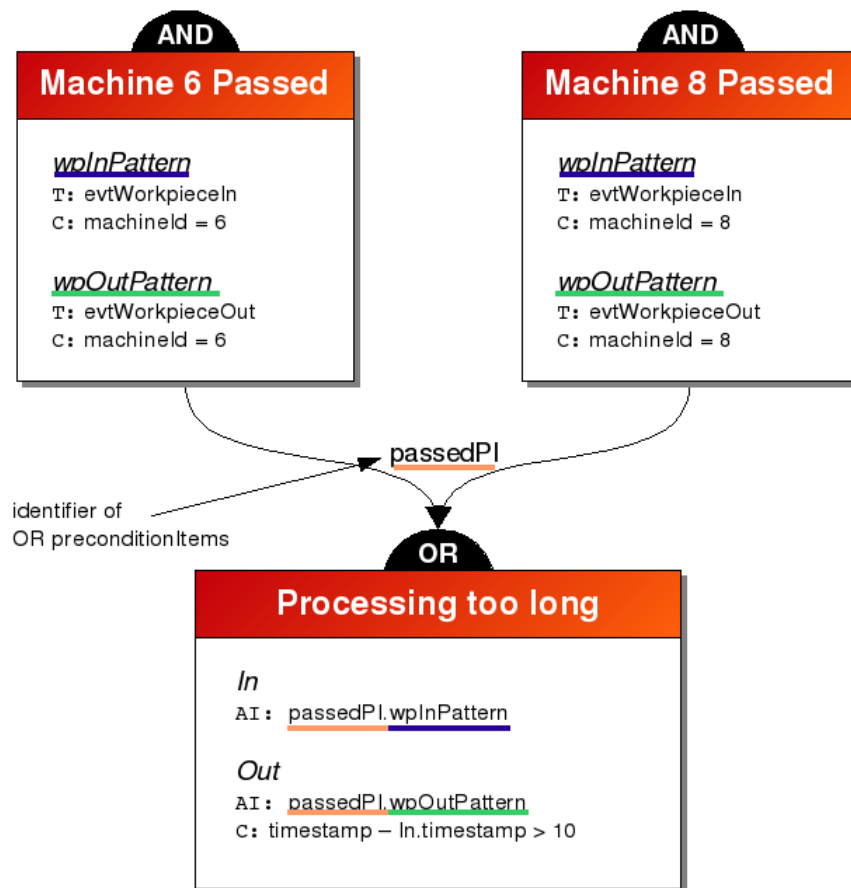 AND
Machine 6 Passed
wpInPattern
T: evtWorkpieceIn
C: machineId = 6
wpOutPattern
T: evtWorkpieceOut
C: machineId = 6
AND
Machine 8 Passed
wpInPattern
T: evtWorkpieceIn
C: machineId = 8
wpOutPattern
T: evtWorkpieceOut
C: machineId = 8
passedPI
identifier of
OR preconditionItems
OR
Processing too long
In
AI: passedPI.wpInPattern
Out
AI: passedPI.wpOutPattern
C: timestamp – In.timestamp > 10